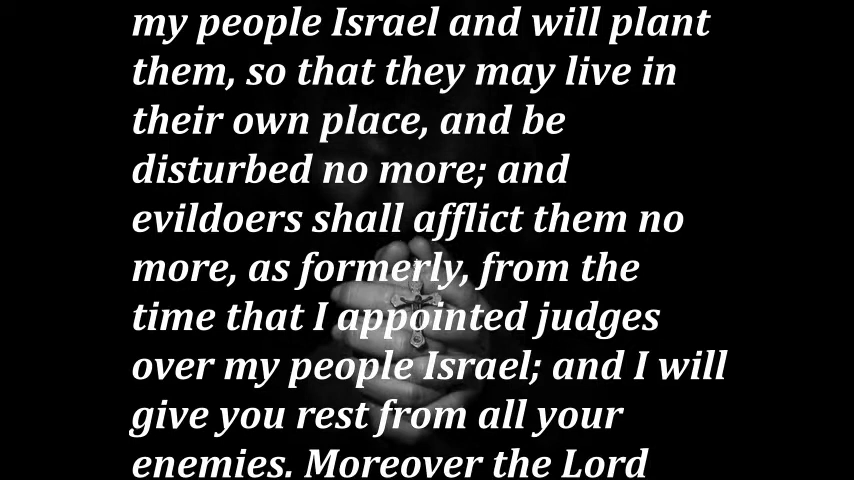 my people Israel and will plant
them, so that they may live in
their own place, and be
disturbed no more; and
evildoers shall afflict them no
more, as formerly, from the
time that I appointed judges
over my people Israel; and I will
give you rest from all your
enemies. Moreover the Lord